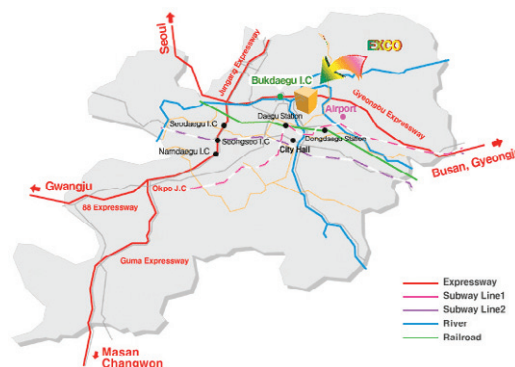 Seoul
Jungang Expressway
EXCO
Bukdaegu I.C
Gyeongbu Expressway
Airport
Seodaegu I.C
Daegu Station
Seongseo I.C
Dongdaegu Station
City Hall
Namdaegu I.C
Busan, Gyeongju
Gwangju
Okpo J.C
88 Expressway
Guma Expressway
Masan
Changwon
Expressway
Subway Line1
Subway Line2
River
Railroad